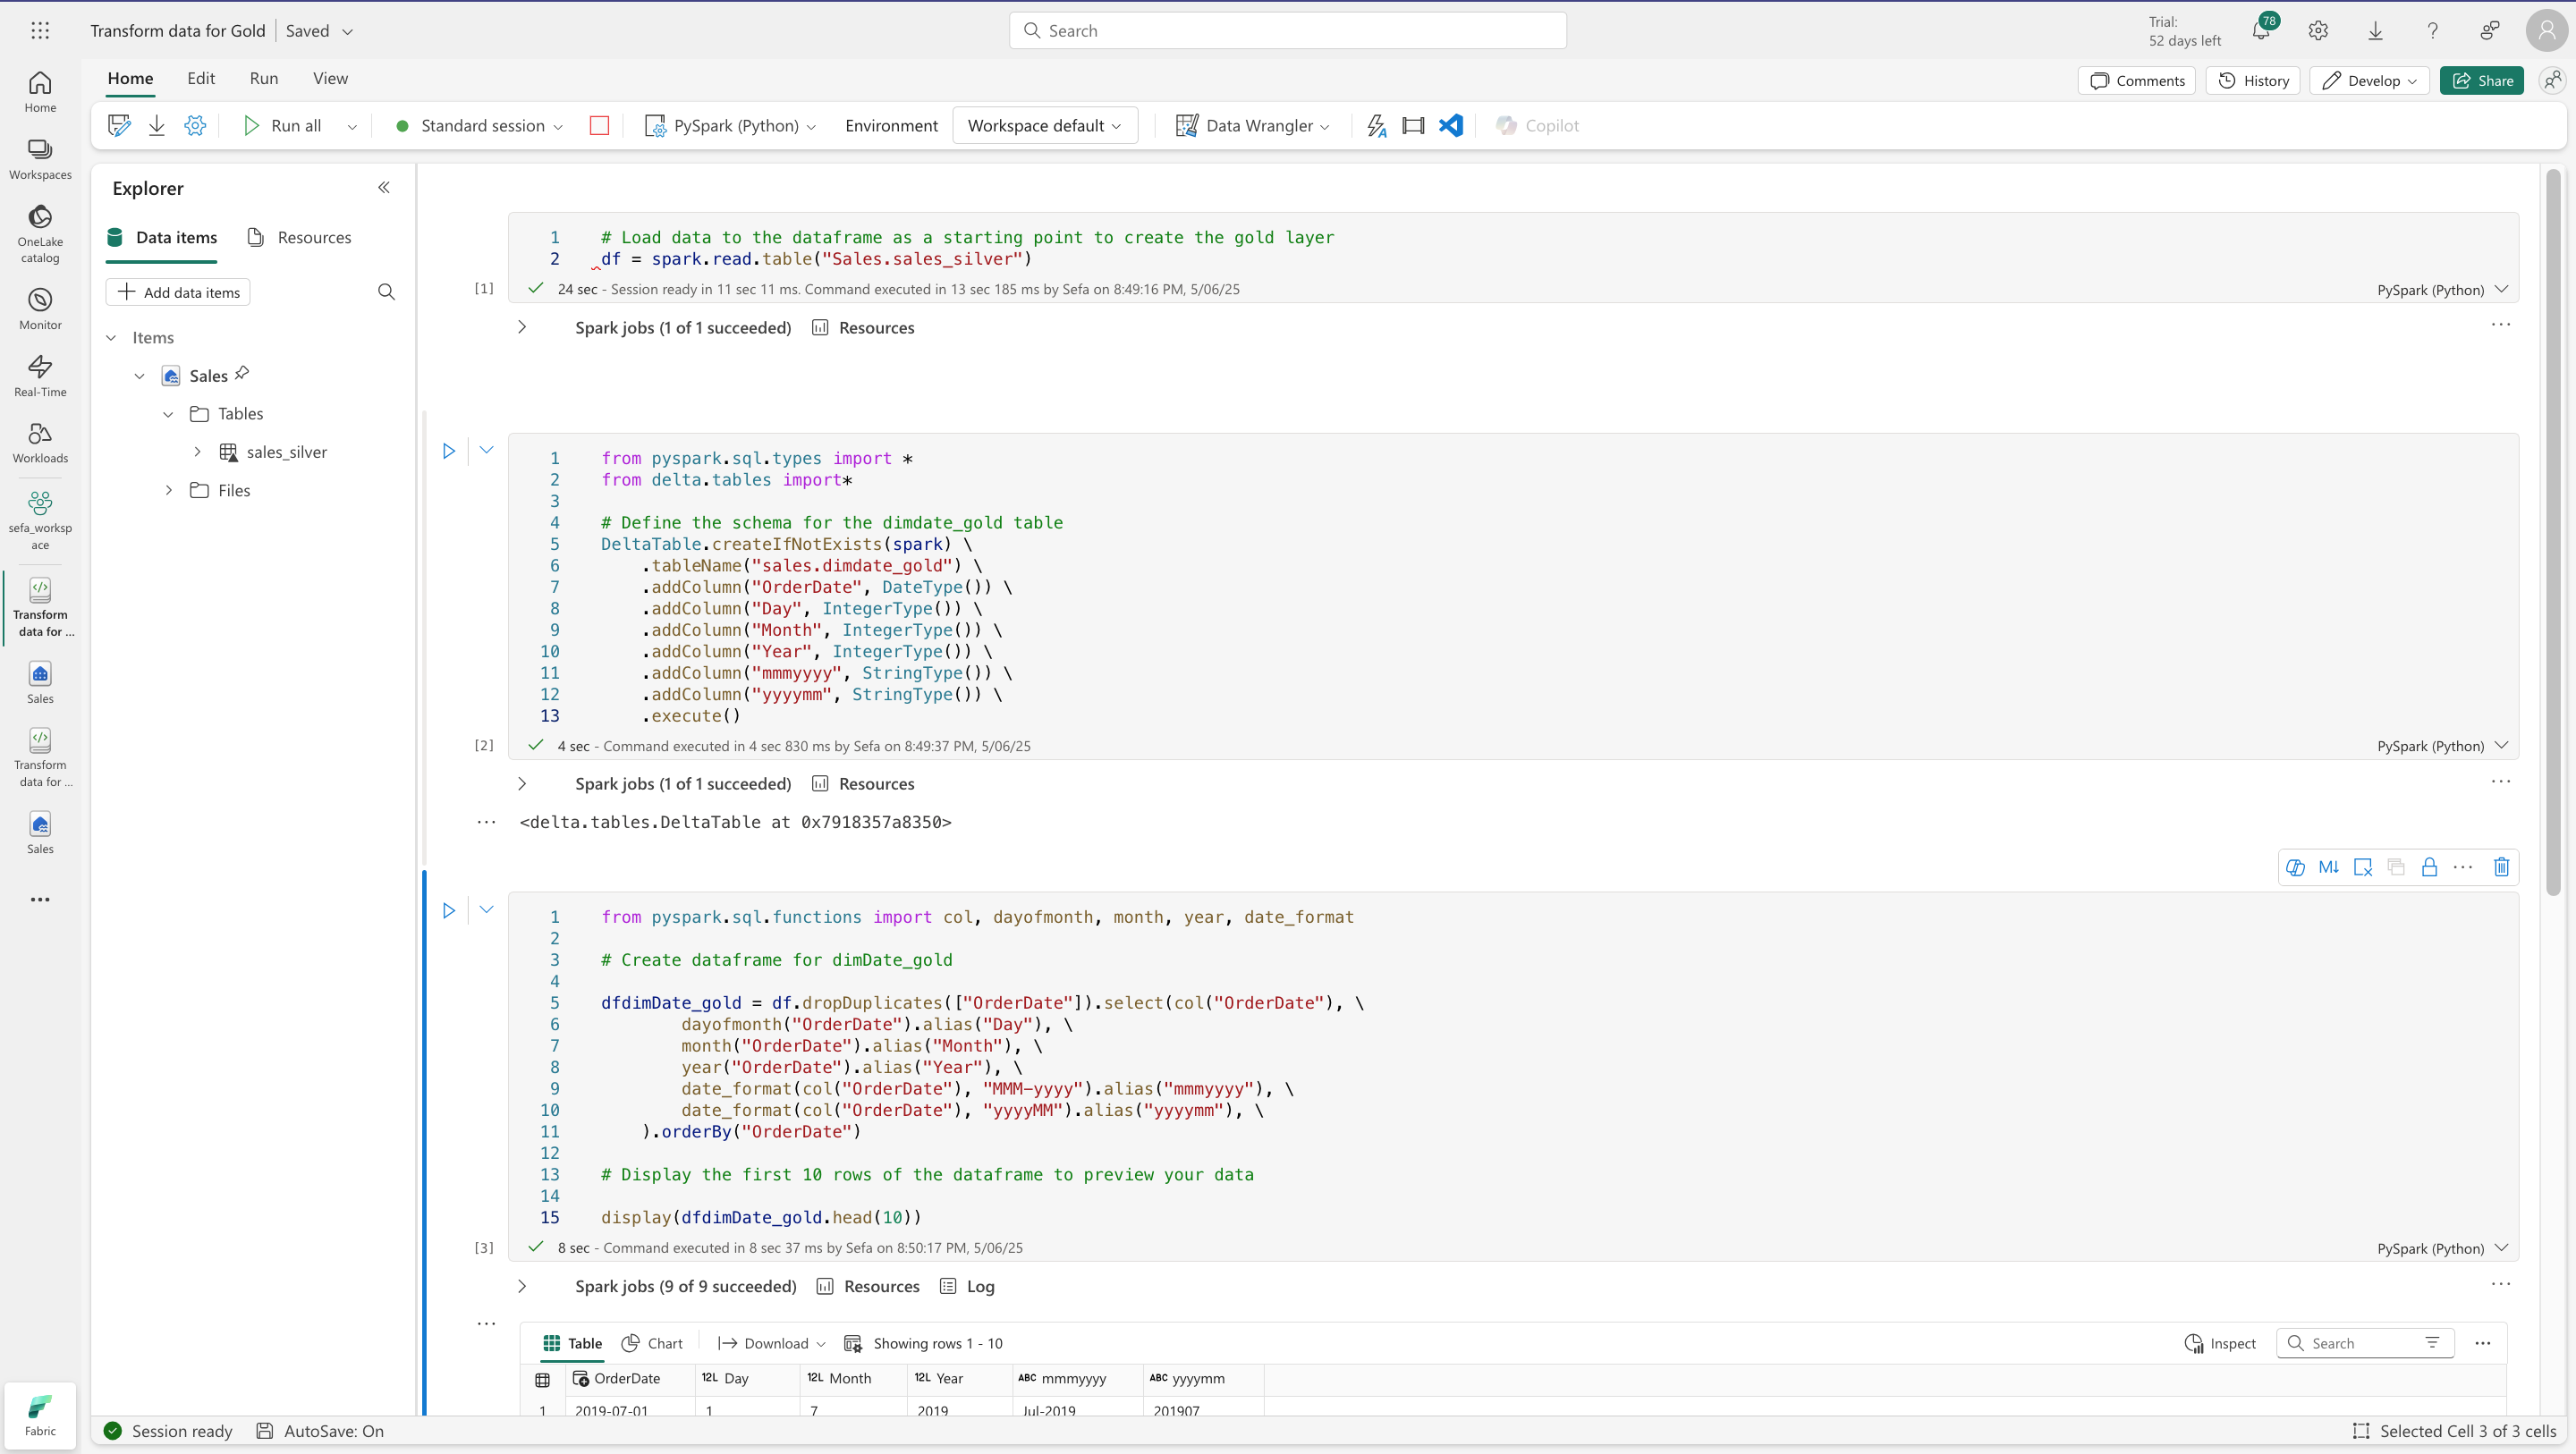 Transform data for Gold
Saved
Search
Trial:
52 days left
78
Home
Edit
Run
View
Comments
History
Develop
Share
Run all
Standard session
PySpark (Python)
Environment
Workspace default
Data Wrangler
Copilot
Home
Workspaces
OneLake
catalog
Monitor
Real-Time
Workloads
sefa_worksp
ace
Transform
data for ...
Sales
Transform
data for ...
Sales
Fabric
Explorer
Data items
Resources
Add data items
Items
Sales
Tables
sales_silver
Files
1 # Load data to the dataframe as a starting point to create the gold layer
2 df = spark.read.table("Sales.sales_silver")
[1] 24 sec - Session ready in 11 sec 11 ms. Command executed in 13 sec 185 ms by Sefa on 8:49:16 PM, 5/06/25 PySpark (Python)
Spark jobs (1 of 1 succeeded) Resources
1 from pyspark.sql.types import *
2 from delta.tables import*
3
4 # Define the schema for the dimdate_gold table
5 DeltaTable.createIfNotExists(spark) \
6 .tableName("sales.dimdate_gold") \
7 .addColumn("OrderDate", DateType()) \
8 .addColumn("Day", IntegerType()) \
9 .addColumn("Month", IntegerType()) \
10 .addColumn("Year", IntegerType()) \
11 .addColumn("mmmyyyy", StringType()) \
12 .addColumn("yyyymm", StringType()) \
13 .execute()
[2] 4 sec - Command executed in 4 sec 830 ms by Sefa on 8:49:37 PM, 5/06/25 PySpark (Python)
Spark jobs (1 of 1 succeeded) Resources
<delta.tables.DeltaTable at 0x7918357a8350>
M↓
1 from pyspark.sql.functions import col, dayofmonth, month, year, date_format
2
3 # Create dataframe for dimDate_gold
4
5 dfdimDate_gold = df.dropDuplicates(["OrderDate"]).select(col("OrderDate"), \
6 dayofmonth("OrderDate").alias("Day"), \
7 month("OrderDate").alias("Month"), \
8 year("OrderDate").alias("Year"), \
9 date_format(col("OrderDate"), "MMM-yyyy").alias("mmmyyyy"), \
10 date_format(col("OrderDate"), "yyyyMM").alias("yyyymm"), \
11 ).orderBy("OrderDate")
12
13 # Display the first 10 rows of the dataframe to preview your data
14
15 display(dfdimDate_gold.head(10))
[3] 8 sec - Command executed in 8 sec 37 ms by Sefa on 8:50:17 PM, 5/06/25 PySpark (Python)
Spark jobs (9 of 9 succeeded) Resources Log
Table Chart Download Showing rows 1 - 10 Inspect Search
OrderDate 12L Day 12L Month 12L Year ABC mmmyyyy ABC yyyymm
1 2019-07-01 1 7 2019 Jul-2019 201907
Session ready AutoSave: On Selected Cell 3 of 3 cells